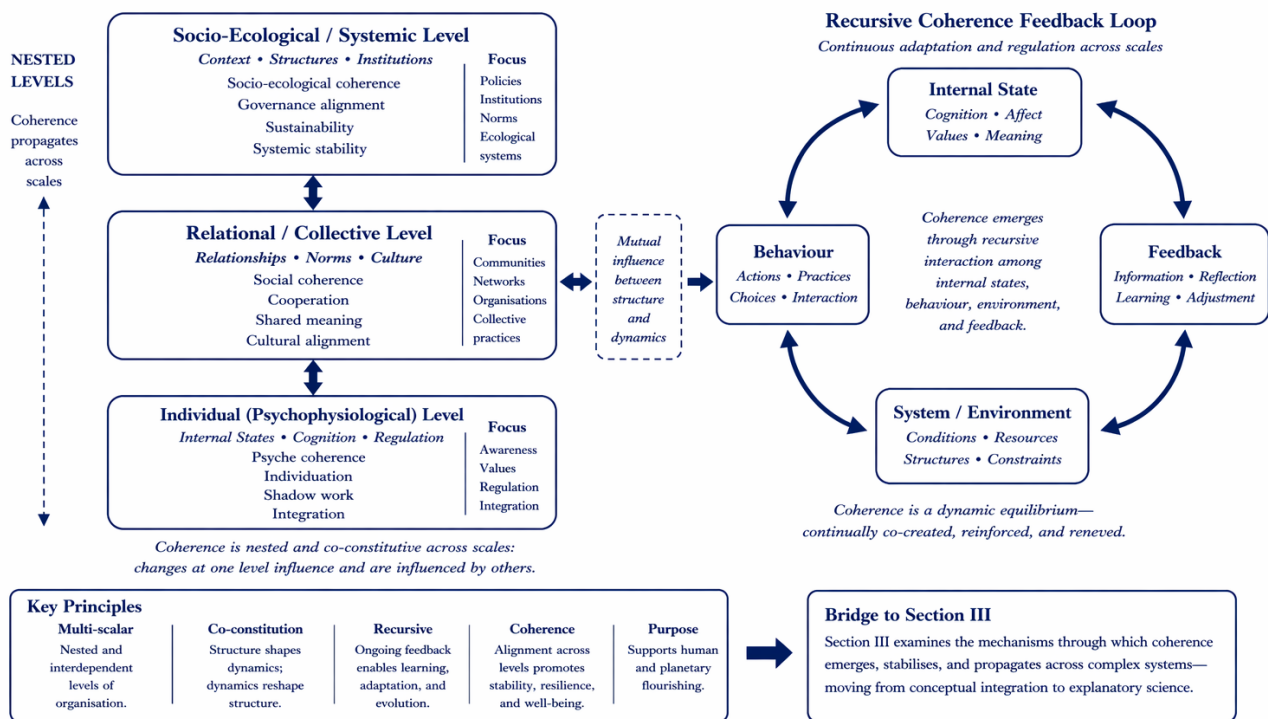 NESTED
LEVELS
Coherence
propagates
across
scales
Socio-Ecological / Systemic Level
Context • Structures • Institutions
Socio-ecological coherence
Governance alignment
Sustainability
Systemic stability
Focus
Policies
Institutions
Norms
Ecological
systems
Relational / Collective Level
Relationships • Norms • Culture
Social coherence
Cooperation
Shared meaning
Cultural alignment
Focus
Communities
Networks
Organisations
Collective
practices
Individual (Psychophysiological) Level
Internal States • Cognition • Regulation
Psyche coherence
Individuation
Shadow work
Integration
Focus
Awareness
Values
Regulation
Integration
Coherence is nested and co-constitutive across scales:
changes at one level influence and are influenced by others.
Mutual
influence
between
structure
and
dynamics
Recursive Coherence Feedback Loop
Continuous adaptation and regulation across scales
Internal State
Cognition • Affect
Values • Meaning
Behaviour
Actions • Practices
Choices • Interaction
Coherence emerges
through recursive
interaction among
internal states,
behaviour, environment,
and feedback.
Feedback
Information • Reflection
Learning • Adjustment
System / Environment
Conditions • Resources
Structures • Constraints
Coherence is a dynamic equilibrium—
continually co-created, reinforced, and reneved.
Key Principles
Multi-scalar
Nested and
interdependent
levels of
organisation.
Co-constitution
Structure shapes
dynamics;
dynamics reshape
structure.
Recursive
Ongoing feedback
enables learning,
adaptation, and
evolution.
Coherence
Alignment across
levels promotes
stability, resilience,
and well-being.
Purpose
Supports human
and planetary
flourishing.
Bridge to Section III
Section III examines the mechanisms through which coherence
emerges, stabilises, and propagates across complex systems—
moving from conceptual integration to explanatory science.